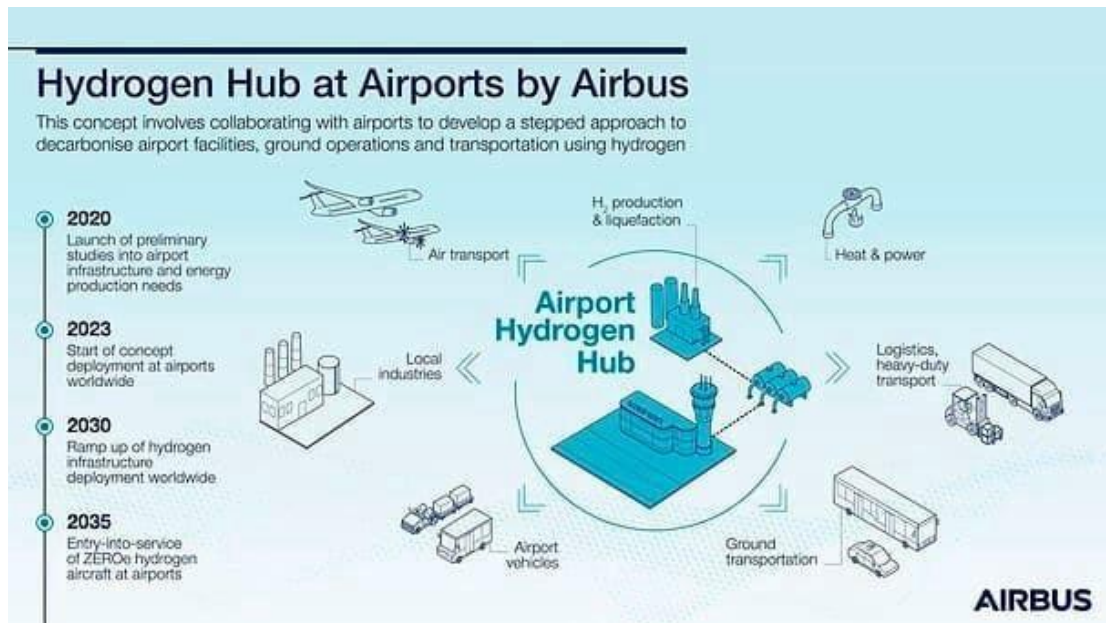 Hydrogen Hub at Airports by Airbus
This concept involves collaborating with airports to develop a stepped approach to
decarbonise airport facilities, ground operations and transportation using hydrogen
2020
Launch of preliminary
studies into airport
infrastructure and energy
production needs
2023
Start of concept
deployment at airports
worldwide
2030
Ramp up of hydrogen
infrastructure
deployment worldwide
2035
Entry-into-service
of ZEROe hydrogen
aircraft at airports
Air transport
H₂ production
& liquefaction
Heat & power
Airport
Hydrogen
Hub
Local
industries
Logistics,
heavy-duty
transport
Airport
vehicles
Ground
transportation
AIRBUS